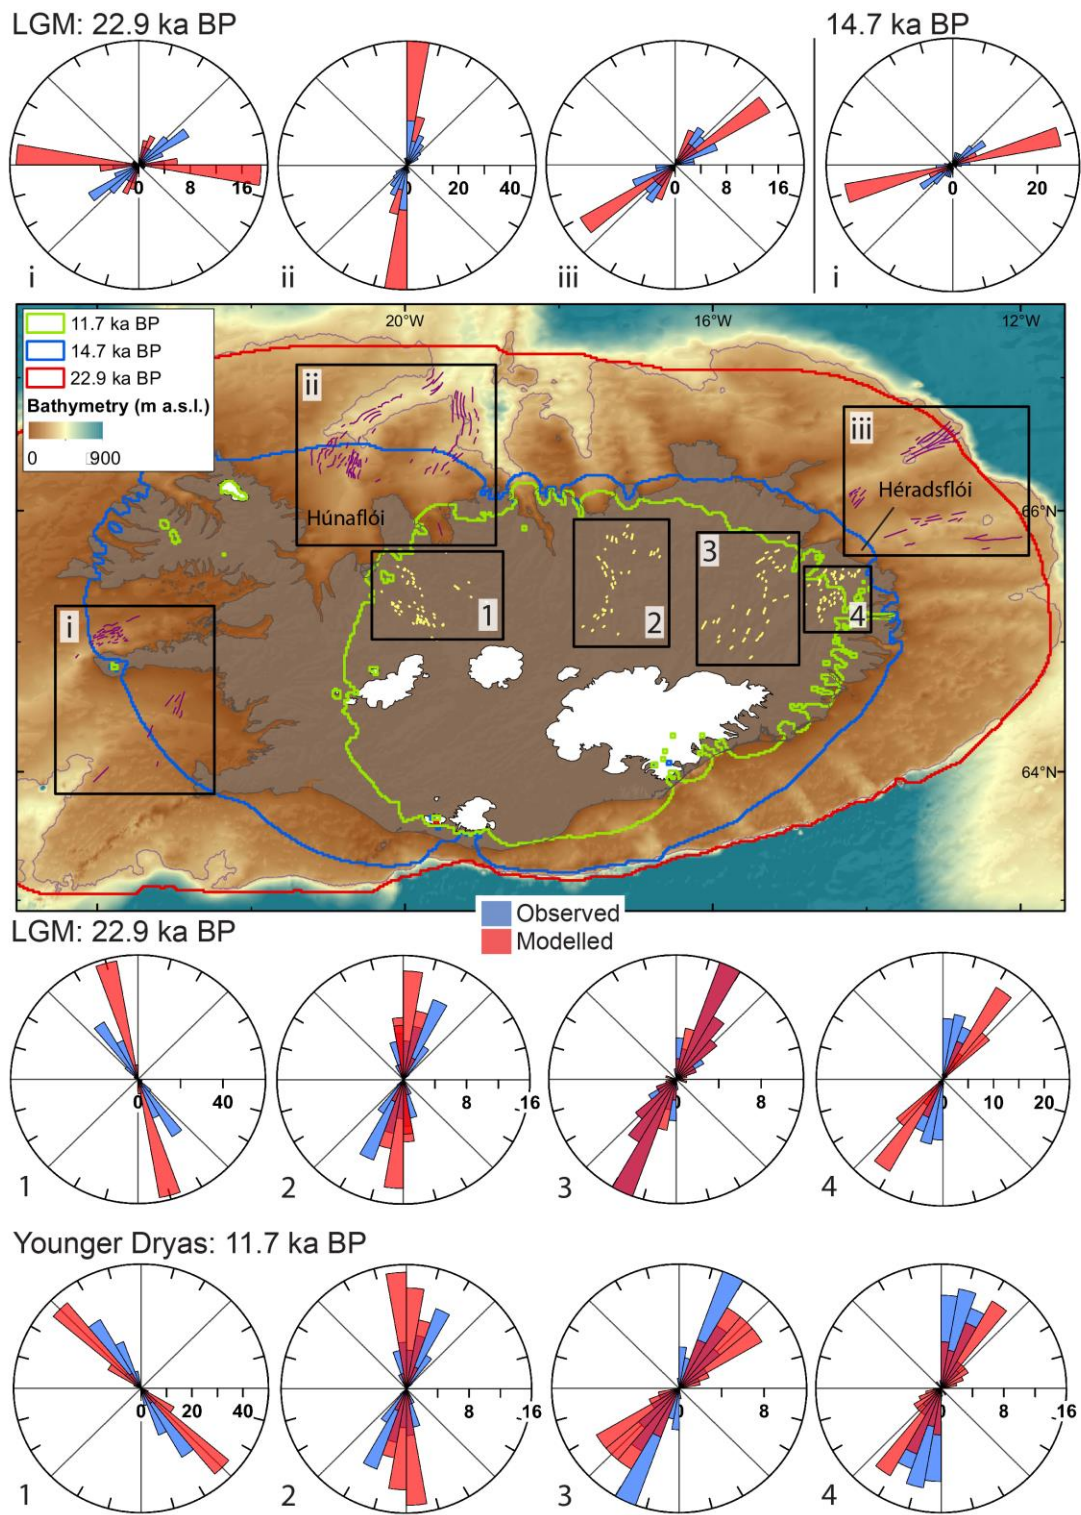 LGM: 22.9 ka BP
14.7 ka BP
0 8 16
i
0 20 40
ii
0 8 16
iii
0 20
i
11.7 ka BP
14.7 ka BP
22.9 ka BP
Bathymetry (m a.s.l.)
0 900
20°W 16°W 12°W
ii
iii
Húnaflói
Héradsflói
66°N
i
1
2
3
4
64°N
Observed
Modelled
LGM: 22.9 ka BP
0 40
1
8 16
2
0 8
3
0 10 20
4
Younger Dryas: 11.7 ka BP
0 20 40
1
8 16
2
0 8
3
0 8 16
4